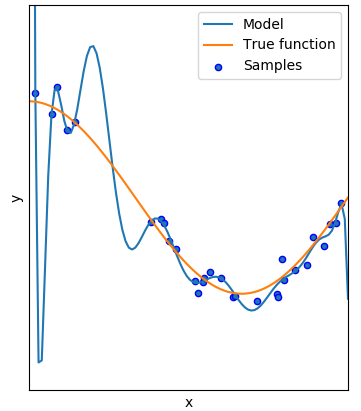 Model
True function
Samples
y
x